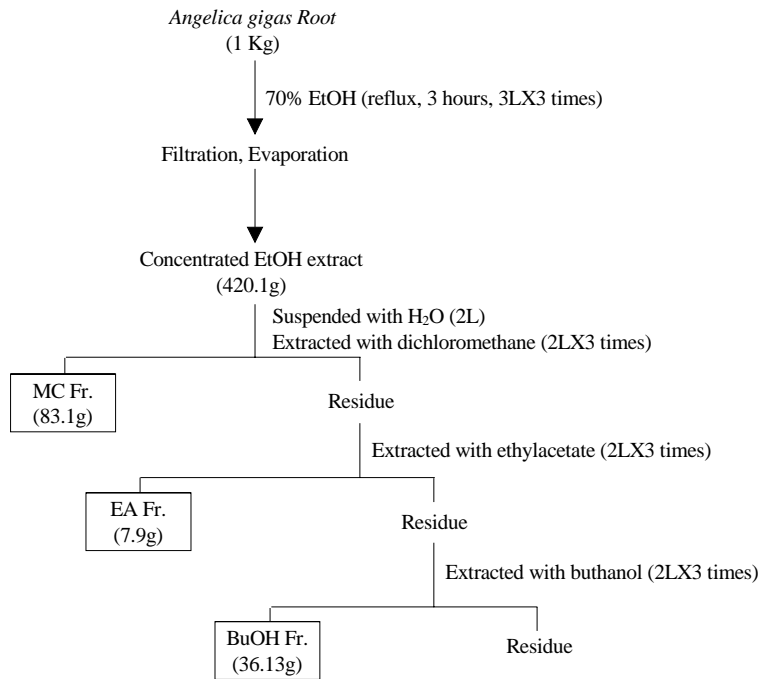 Angelica gigas Root
(1 Kg)
70% EtOH (reflux, 3 hours, 3LX3 times)
Filtration, Evaporation
Concentrated EtOH extract
(420.1g)
Suspended with H₂O (2L)
Extracted with dichloromethane (2LX3 times)
MC Fr.
(83.1g)
Residue
Extracted with ethylacetate (2LX3 times)
EA Fr.
(7.9g)
Residue
Extracted with buthanol (2LX3 times)
BuOH Fr.
(36.13g)
Residue